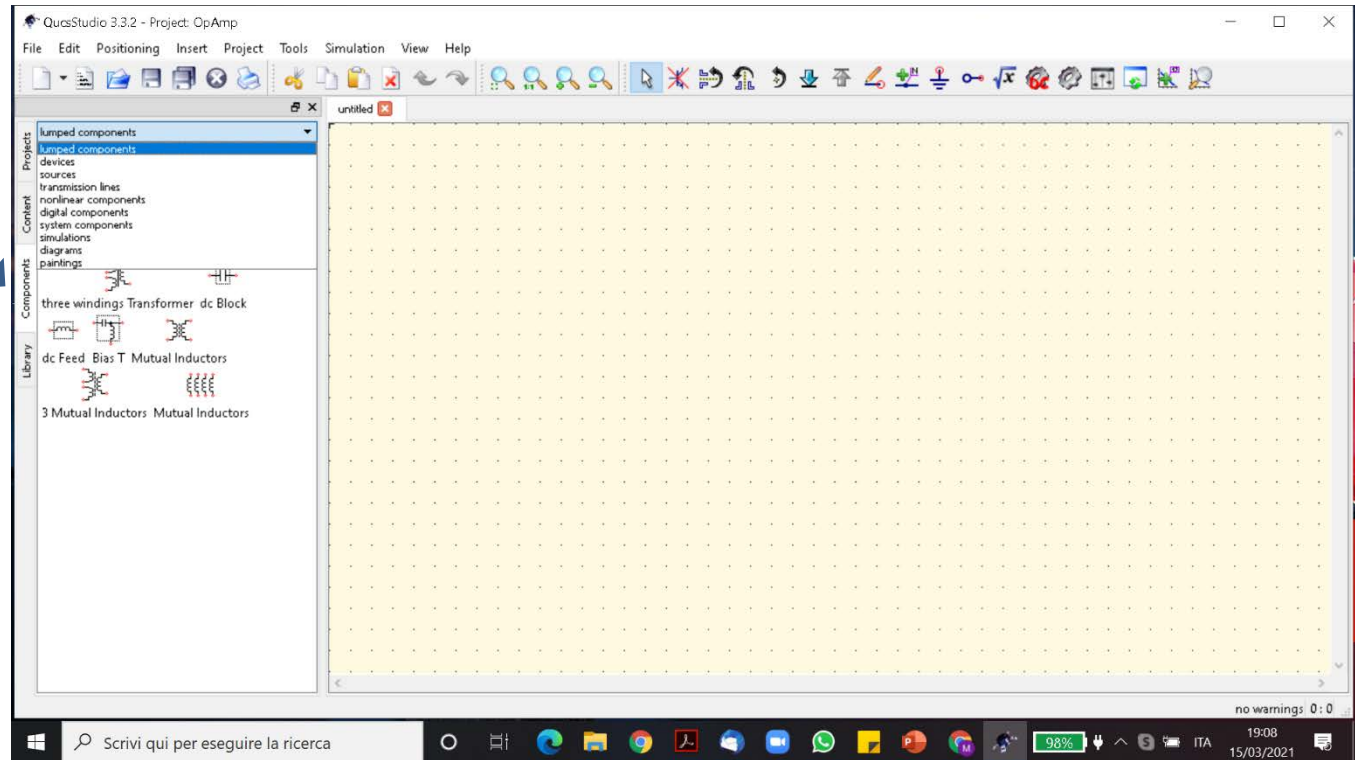 QucsStudio 3.3.2 - Project: OpAmp
File Edit Positioning Insert Project Tools Simulation View Help
untitled
Projects
Content
Components
Library
lumped components
lumped components
devices
sources
transmission lines
nonlinear components
digital components
system components
simulations
diagrams
paintings
three windings Transformer dc Block
dc Feed Bias T Mutual Inductors
3 Mutual Inductors Mutual Inductors
no warnings 0 : 0
Scrivi qui per eseguire la ricerca
98%
ITA
19:08
15/03/2021